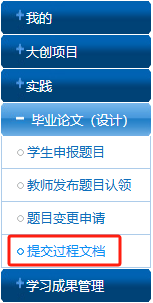 我的
大创项目
实践
毕业论文（设计）
学生申报题目
教师发布题目认领
题目变更申请
提交过程文档
学习成果管理